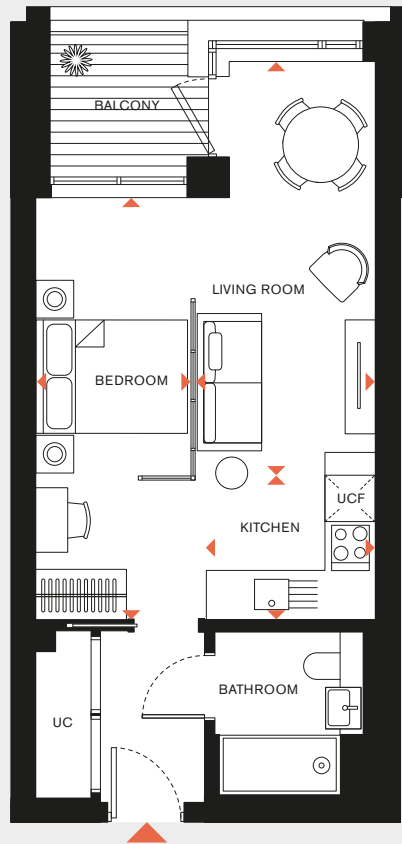 BALCONY
LIVING ROOM
BEDROOM
UCF
KITCHEN
BATHROOM
UC